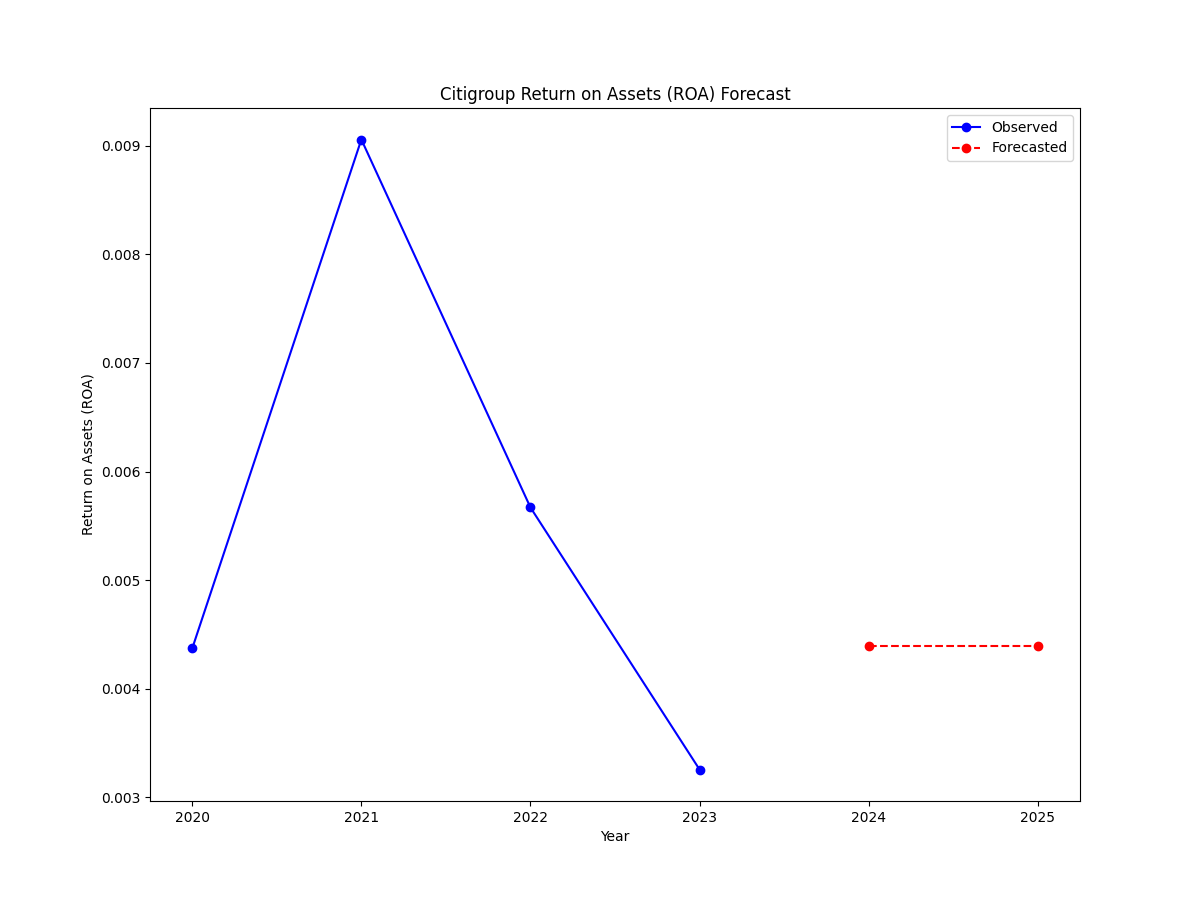 Citigroup Return on Assets (ROA) Forecast
Observed
Forecasted
Return on Assets (ROA)
0.009
0.008
0.007
0.006
0.005
0.004
0.003
2020 2021 2022 2023 2024 2025
Year